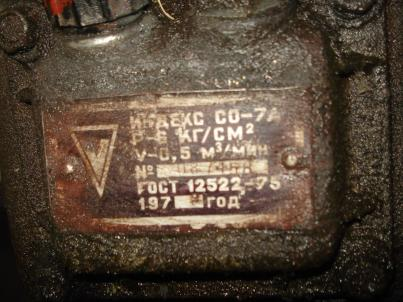 ИНДЕКС СО-7А
Р-6 КГ/СМ²
V-0,5 М³/МИН
№
ГОСТ 12522-75
197 ГОД